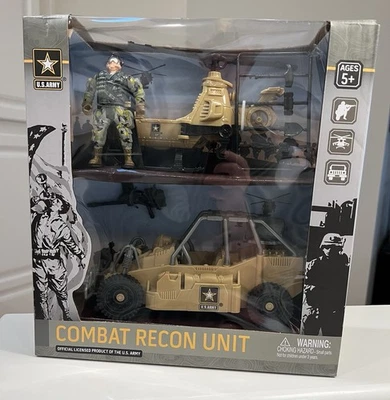 U.S.ARMY
AGES
5+
U.S.ARMY
COMBAT RECON UNIT
OFFICIAL LICENSED PRODUCT OF THE U.S. ARMY
WARNING:
CHOKING HAZARD - Small parts.
Not for children under 3 years.